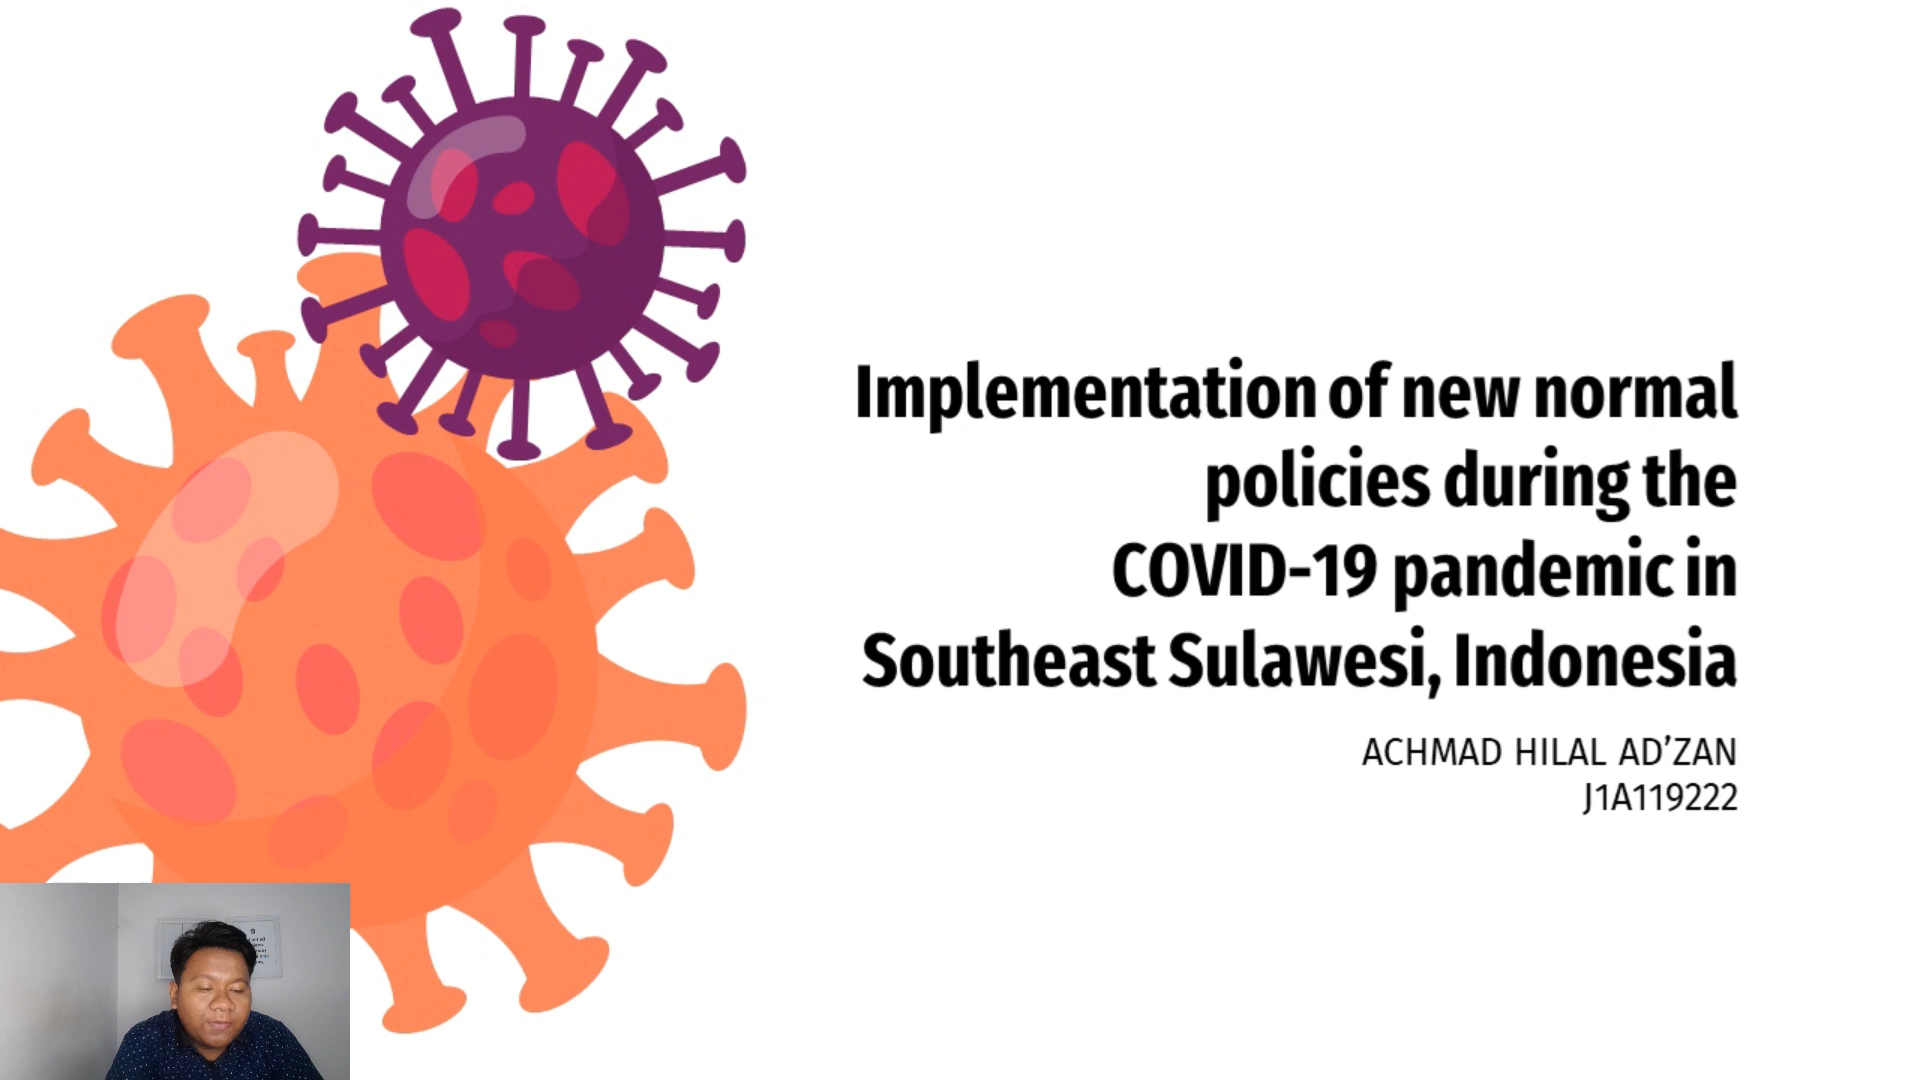 Implementation of new normal
policies during the
COVID-19 pandemic in
Southeast Sulawesi, Indonesia
ACHMAD HILAL AD’ZAN
J1A119222